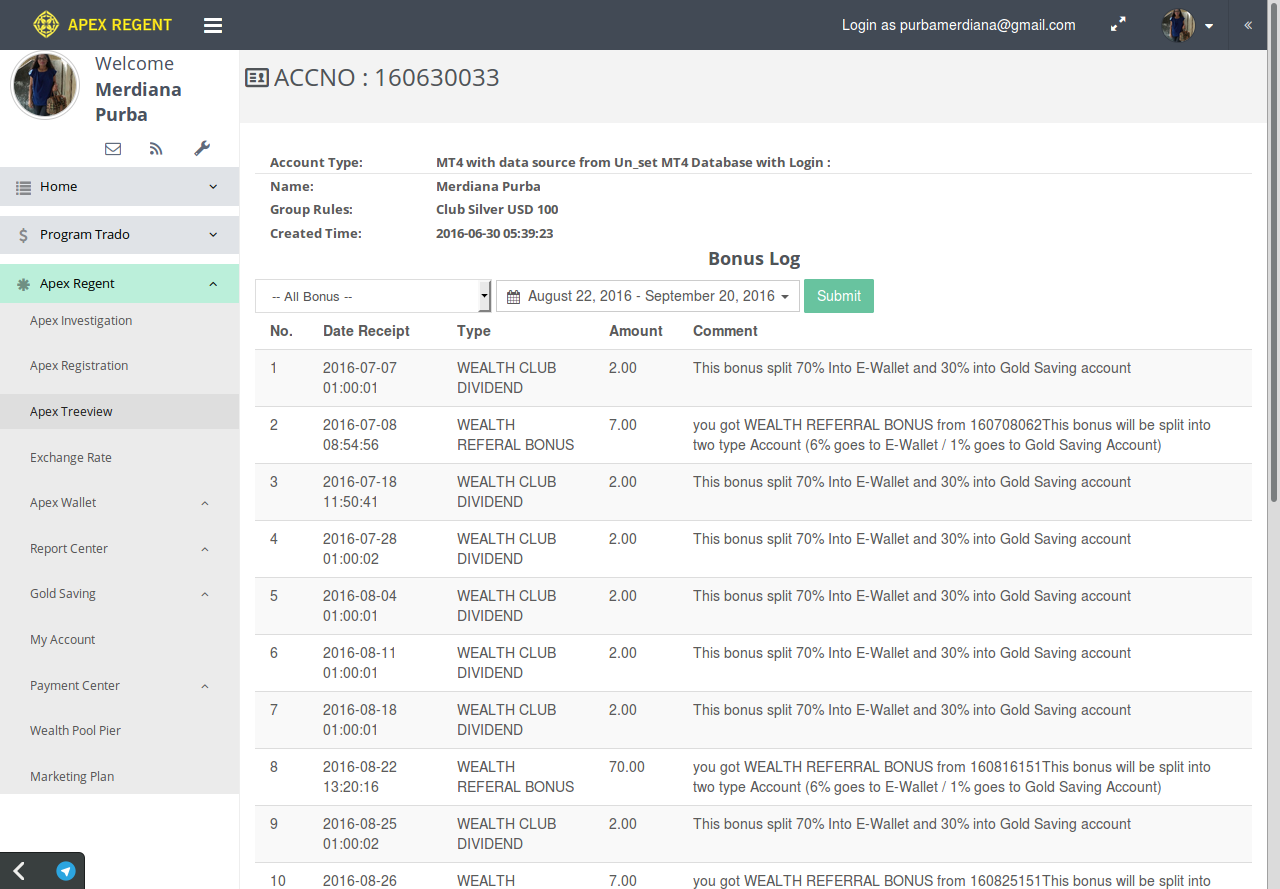 APEX REGENT
Login as purbamerdiana@gmail.com
Welcome
Merdiana
Purba
Home
Program Trado
Apex Regent
Apex Investigation
Apex Registration
Apex Treeview
Exchange Rate
Apex Wallet
Report Center
Gold Saving
My Account
Payment Center
Wealth Pool Pier
Marketing Plan
ACCNO : 160630033
Account Type: MT4 with data source from Un_set MT4 Database with Login :
Name: Merdiana Purba
Group Rules: Club Silver USD 100
Created Time: 2016-06-30 05:39:23
Bonus Log
-- All Bonus -- August 22, 2016 - September 20, 2016 Submit
No. Date Receipt Type Amount Comment
1 2016-07-07 WEALTH CLUB 2.00 This bonus split 70% Into E-Wallet and 30% into Gold Saving account
01:00:01 DIVIDEND
2 2016-07-08 WEALTH 7.00 you got WEALTH REFERRAL BONUS from 160708062This bonus will be split into
08:54:56 REFERAL BONUS two type Account (6% goes to E-Wallet / 1% goes to Gold Saving Account)
3 2016-07-18 WEALTH CLUB 2.00 This bonus split 70% Into E-Wallet and 30% into Gold Saving account
11:50:41 DIVIDEND
4 2016-07-28 WEALTH CLUB 2.00 This bonus split 70% Into E-Wallet and 30% into Gold Saving account
01:00:02 DIVIDEND
5 2016-08-04 WEALTH CLUB 2.00 This bonus split 70% Into E-Wallet and 30% into Gold Saving account
01:00:01 DIVIDEND
6 2016-08-11 WEALTH CLUB 2.00 This bonus split 70% Into E-Wallet and 30% into Gold Saving account
01:00:01 DIVIDEND
7 2016-08-18 WEALTH CLUB 2.00 This bonus split 70% Into E-Wallet and 30% into Gold Saving account
01:00:01 DIVIDEND
8 2016-08-22 WEALTH 70.00 you got WEALTH REFERRAL BONUS from 160816151This bonus will be split into
13:20:16 REFERAL BONUS two type Account (6% goes to E-Wallet / 1% goes to Gold Saving Account)
9 2016-08-25 WEALTH CLUB 2.00 This bonus split 70% Into E-Wallet and 30% into Gold Saving account
01:00:02 DIVIDEND
10 2016-08-26 WEALTH 7.00 you got WEALTH REFERRAL BONUS from 160825151This bonus will be split into